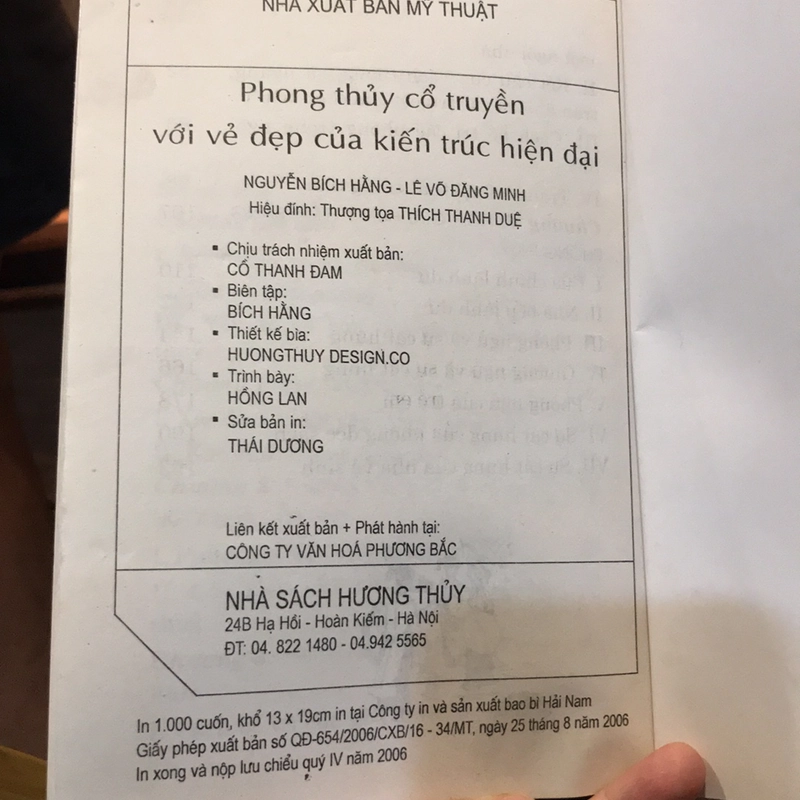 NHÀ XUẤT BẢN MỸ THUẬT
Phong thủy cổ truyền
với vẻ đẹp của kiến trúc hiện đại
NGUYỄN BÍCH HẰNG - LÊ VÕ ĐĂNG MINH
Hiệu đính: Thượng tọa THÍCH THANH DUỆ
▪ Chịu trách nhiệm xuất bản:
CỔ THANH ĐAM
▪ Biên tập:
BÍCH HẰNG
▪ Thiết kế bìa:
HUONGTHUY DESIGN.CO
▪ Trình bày:
HỒNG LAN
▪ Sửa bản in:
THÁI DƯƠNG
Liên kết xuất bản + Phát hành tại:
CÔNG TY VĂN HOÁ PHƯƠNG BẮC
NHÀ SÁCH HƯƠNG THỦY
24B Hạ Hồi - Hoàn Kiếm - Hà Nội
ĐT: 04. 822 1480 - 04.942 5565
In 1.000 cuốn, khổ 13 x 19cm in tại Công ty in và sản xuất bao bì Hải Nam
Giấy phép xuất bản số QĐ-654/2006/CXB/16 - 34/MT, ngày 25 tháng 8 năm 2006
In xong và nộp lưu chiểu quý IV năm 2006